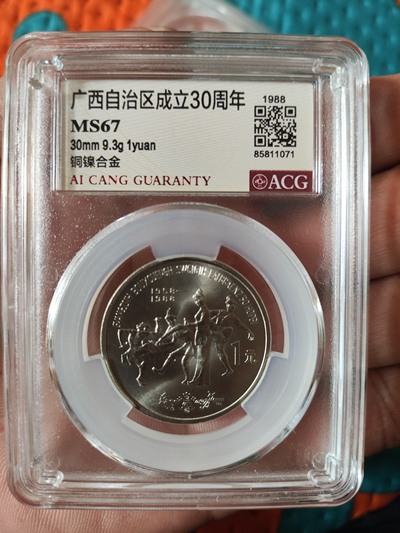 广西自治区成立30周年
1988
MS67
30mm 9.3g 1yuan
铜镍合金
85811071
AI CANG GUARANTY
ACG
1958-
1988
1元